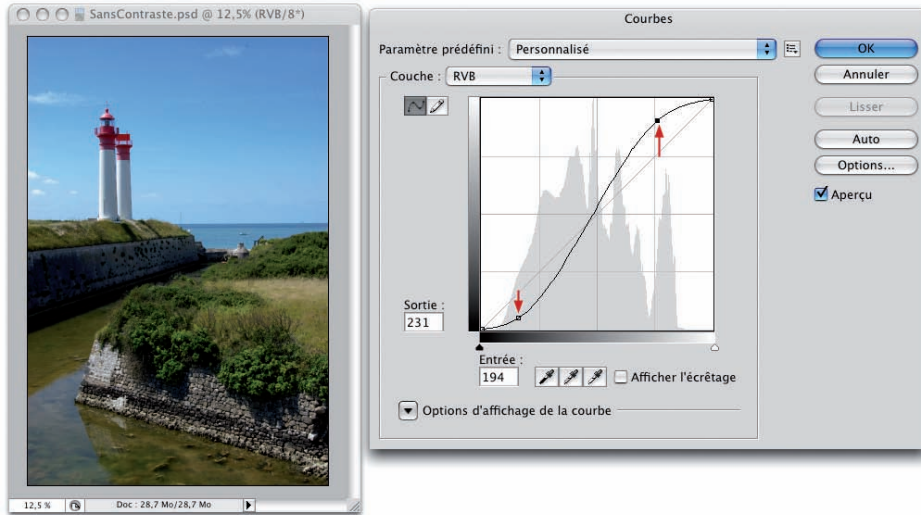 SansContraste.psd @ 12,5% (RVB/8*)
12,5 %
Doc : 28,7 Mo/28,7 Mo
Courbes
Paramètre prédéfini : Personnalisé
OK
Couche : RVB
Annuler
Lisser
Auto
Options...
Aperçu
Sortie :
231
Entrée :
194
Afficher l'écrêtage
Options d'affichage de la courbe